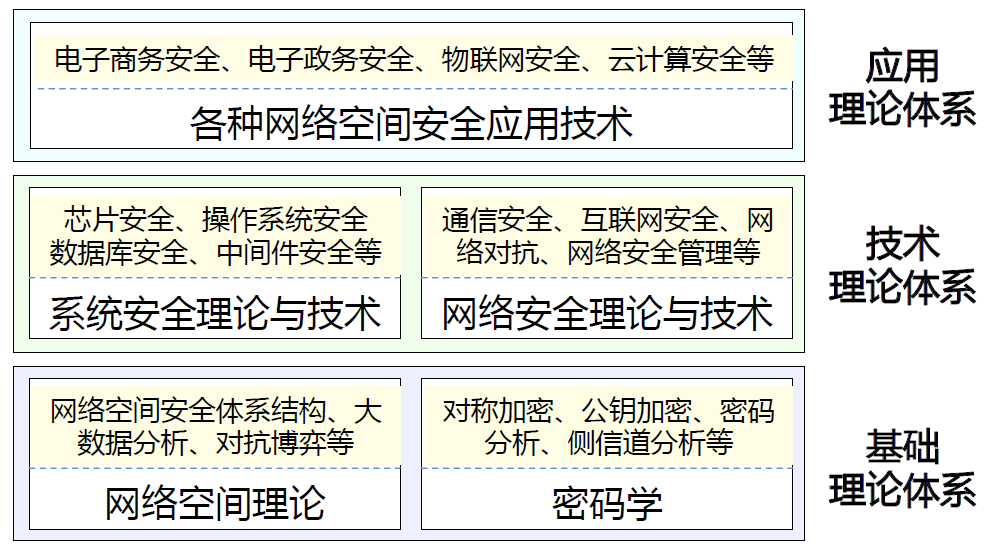 电子商务安全、电子政务安全、物联网安全、云计算安全等
各种网络空间安全应用技术
应用
理论体系
芯片安全、操作系统安全
数据库安全、中间件安全等
系统安全理论与技术
通信安全、互联网安全、网
络对抗、网络安全管理等
网络安全理论与技术
技术
理论体系
网络空间安全体系结构、大
数据分析、对抗博弈等
网络空间理论
对称加密、公钥加密、密码
分析、侧信道分析等
密码学
基础
理论体系